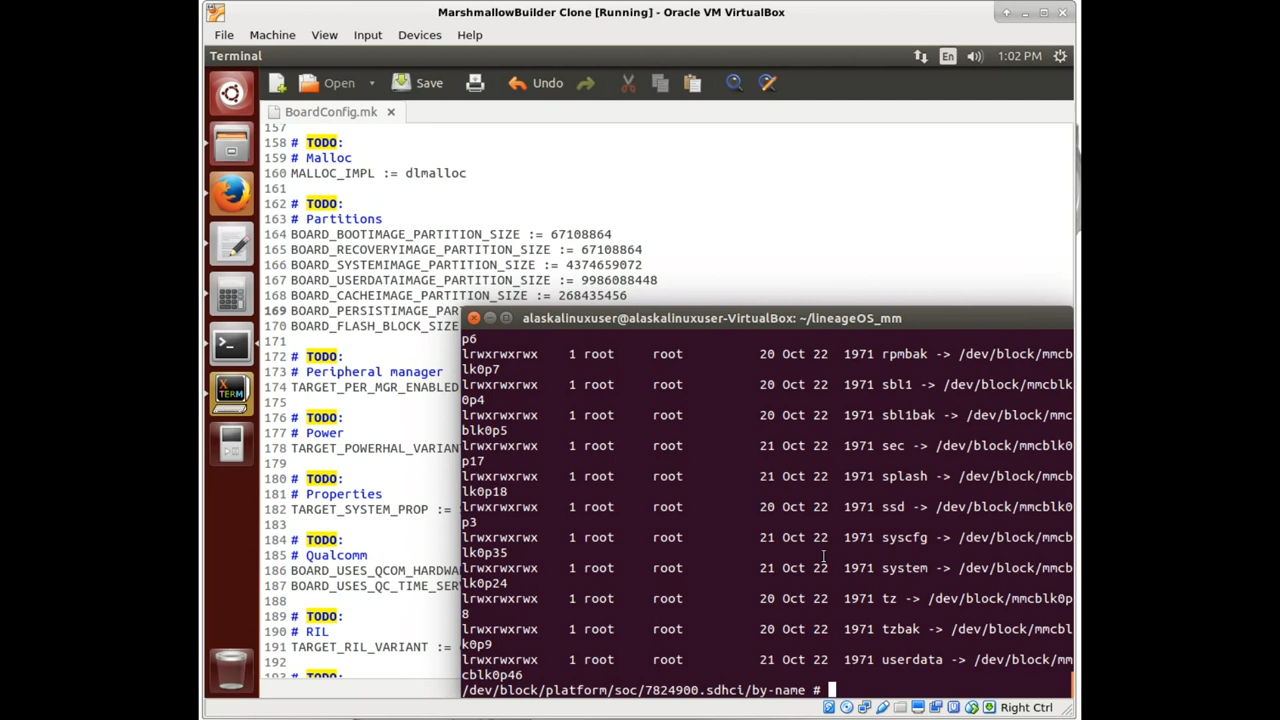 MarshmallowBuilder Clone [Running] - Oracle VM VirtualBox
File Machine View Input Devices Help
Terminal En 1:02 PM
Open Save Undo
BoardConfig.mk
157
158 # TODO:
159 # Malloc
160 MALLOC_IMPL := dlmalloc
161
162 # TODO:
163 # Partitions
164 BOARD_BOOTIMAGE_PARTITION_SIZE := 67108864
165 BOARD_RECOVERYIMAGE_PARTITION_SIZE := 67108864
166 BOARD_SYSTEMIMAGE_PARTITION_SIZE := 4374659072
167 BOARD_USERDATAIMAGE_PARTITION_SIZE := 9986088448
168 BOARD_CACHEIMAGE_PARTITION_SIZE := 268435456
169 BOARD_PERSISTIMAGE_PART
170 BOARD_FLASH_BLOCK_SIZE
171
172 # TODO:
173 # Peripheral manager
174 TARGET_PER_MGR_ENABLED
175
176 # TODO:
177 # Power
178 TARGET_POWERHAL_VARIAN
179
180 # TODO:
181 # Properties
182 TARGET_SYSTEM_PROP :=
183
184 # TODO:
185 # Qualcomm
186 BOARD_USES_QCOM_HARDWA
187 BOARD_USES_QC_TIME_SER
188
189 # TODO:
190 # RIL
191 TARGET_RIL_VARIANT :=
192
193 # TODO:
alaskalinuxuser@alaskalinuxuser-VirtualBox: ~/lineageOS_mm
p6
lrwxrwxrwx 1 root root 20 Oct 22 1971 rpmbak -> /dev/block/mmcb
lk0p7
lrwxrwxrwx 1 root root 20 Oct 22 1971 sbl1 -> /dev/block/mmcblk
0p4
lrwxrwxrwx 1 root root 20 Oct 22 1971 sbl1bak -> /dev/block/mmc
blk0p5
lrwxrwxrwx 1 root root 21 Oct 22 1971 sec -> /dev/block/mmcblk0
p17
lrwxrwxrwx 1 root root 21 Oct 22 1971 splash -> /dev/block/mmcb
lk0p18
lrwxrwxrwx 1 root root 20 Oct 22 1971 ssd -> /dev/block/mmcblk0
p3
lrwxrwxrwx 1 root root 21 Oct 22 1971 syscfg -> /dev/block/mmcb
lk0p35
lrwxrwxrwx 1 root root 21 Oct 22 1971 system -> /dev/block/mmcb
lk0p24
lrwxrwxrwx 1 root root 20 Oct 22 1971 tz -> /dev/block/mmcblk0p
8
lrwxrwxrwx 1 root root 20 Oct 22 1971 tzbak -> /dev/block/mmcbl
k0p9
lrwxrwxrwx 1 root root 21 Oct 22 1971 userdata -> /dev/block/mm
cblk0p46
/dev/block/platform/soc/7824900.sdhci/by-name #
Right Ctrl